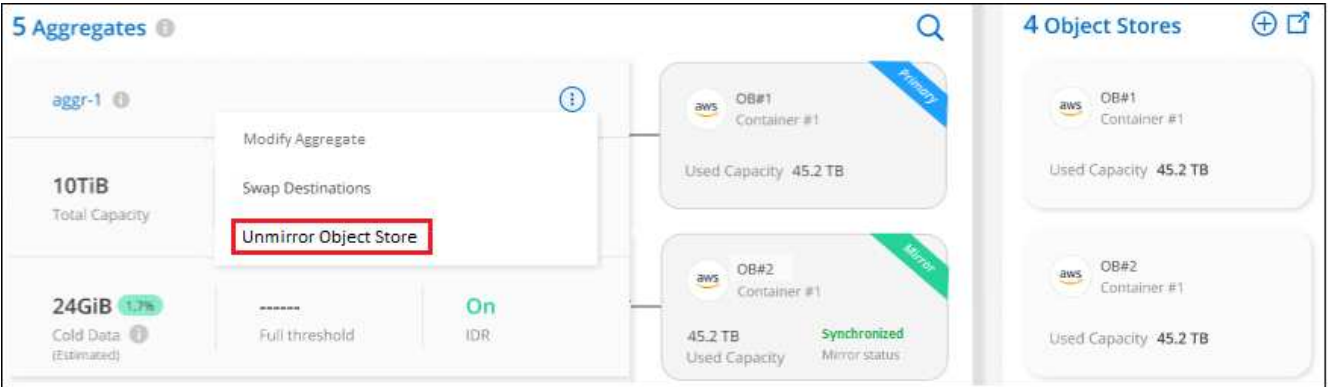 5 Aggregates
4 Object Stores
aggr-1
Modify Aggregate
Swap Destinations
Unmirror Object Store
10TiB
Total Capacity
24GiB 1.7%
Cold Data
(Estimated)
------
Full threshold
On
IDR
aws
OB#1
Container #1
Primary
Used Capacity 45.2 TB
aws
OB#2
Container #1
Mirror
45.2 TB
Used Capacity
Synchronized
Mirror status
aws
OB#1
Container #1
Used Capacity 45.2 TB
aws
OB#2
Container #1
Used Capacity 45.2 TB